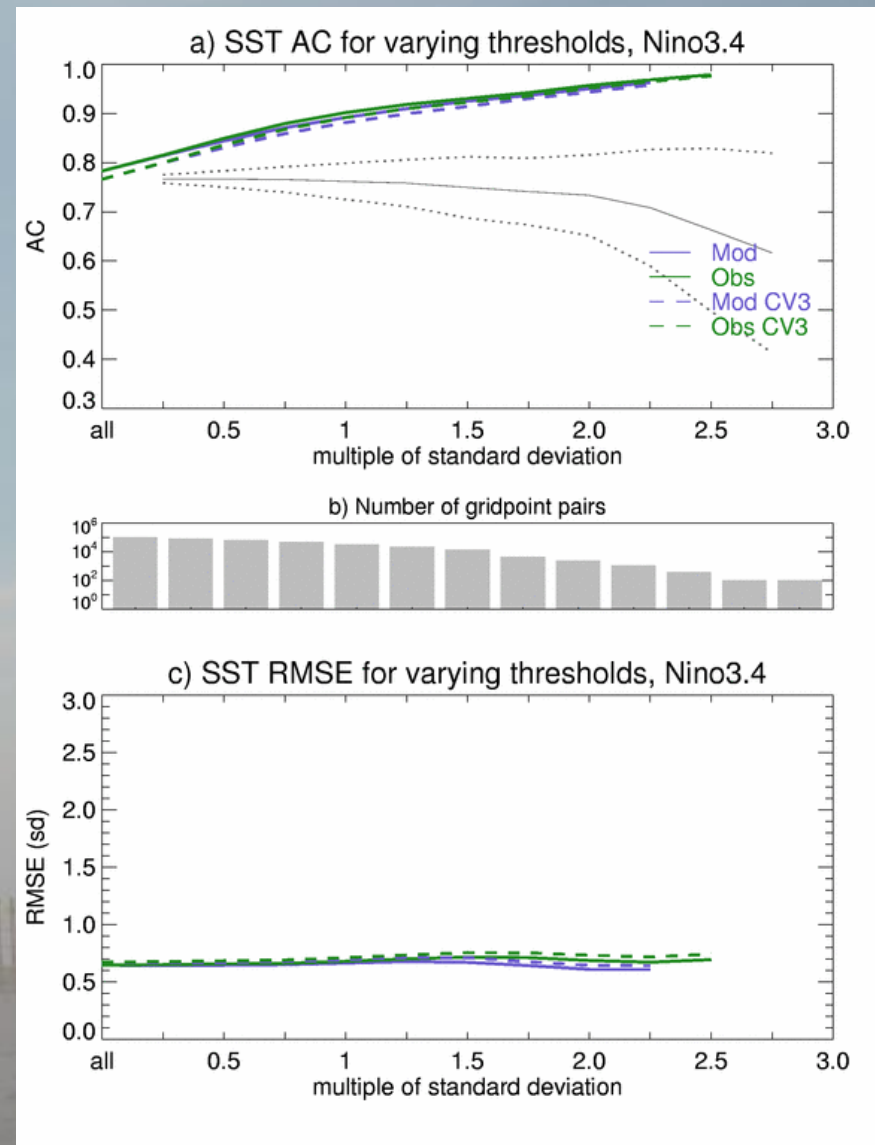 a) SST AC for varying thresholds, Nino3.4
1.0
0.9
0.8
0.7
0.6
0.5
0.4
0.3
AC
Mod
Obs
Mod CV3
Obs CV3
all 0.5 1 1.5 2.0 2.5 3.0
multiple of standard deviation
b) Number of gridpoint pairs
10⁶
10⁴
10²
10⁰
c) SST RMSE for varying thresholds, Nino3.4
3.0
2.5
2.0
1.5
1.0
0.5
0.0
RMSE (sd)
all 0.5 1 1.5 2.0 2.5 3.0
multiple of standard deviation